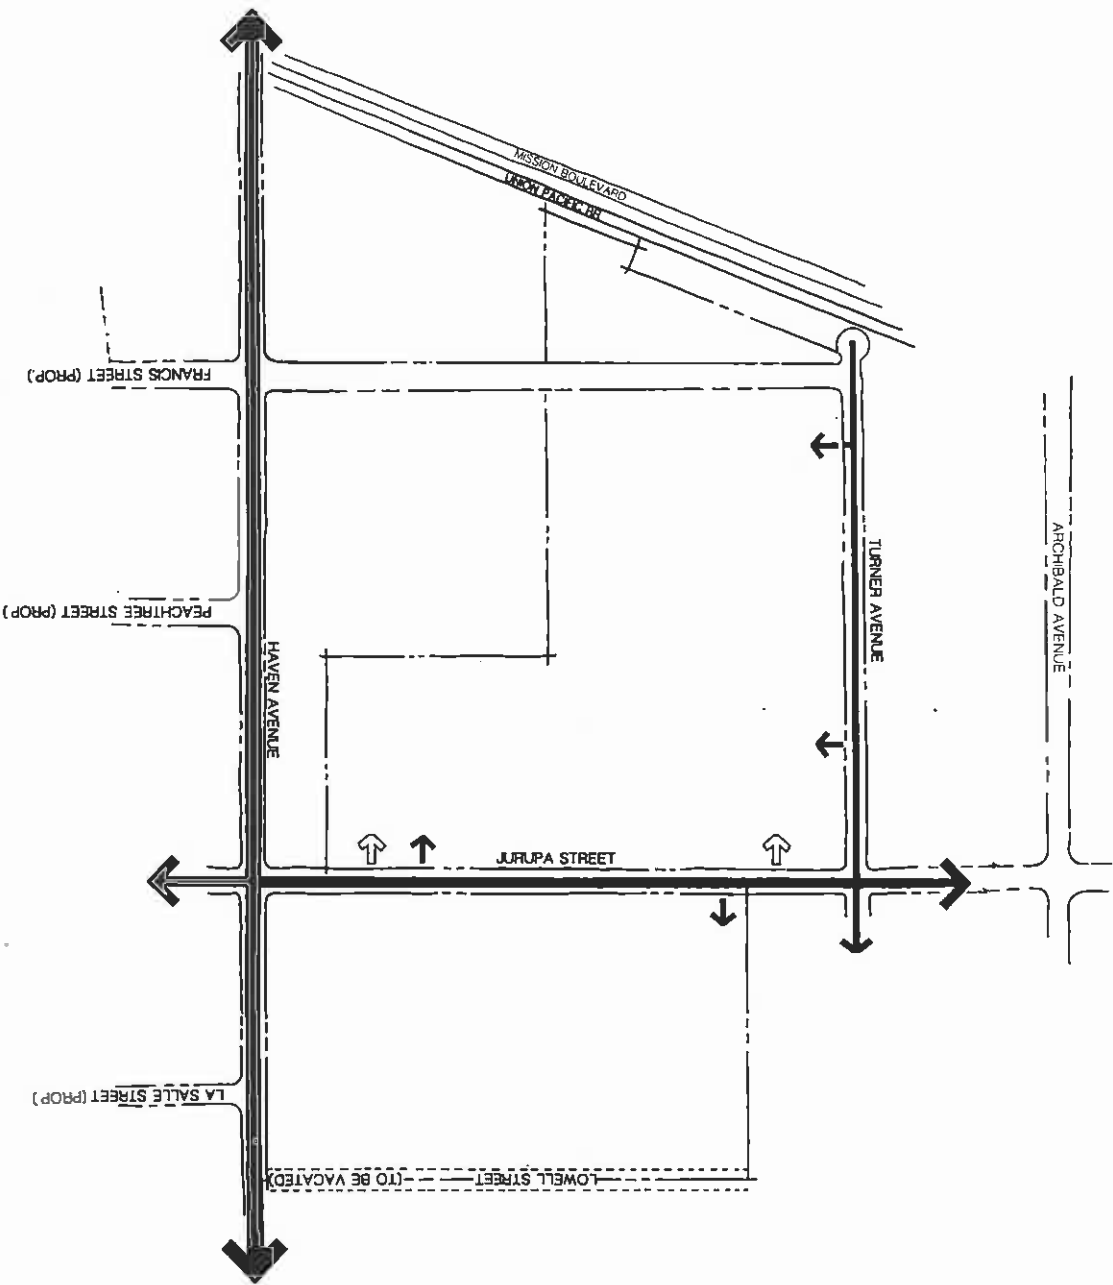 MISSION BOULEVARD
UNION PACIFIC RR
FRANCIS STREET (PROP.)
TURNER AVENUE
ARCHIBALD AVENUE
PEACHTREE STREET (PROP)
HAVEN AVENUE
JURUPA STREET
LA SALLE STREET (PROP)
LOWELL STREET (TO BE VACATED)